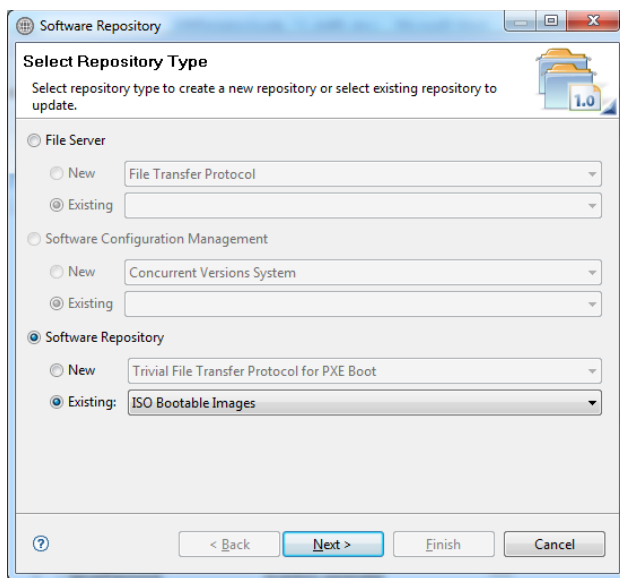 Software Repository
Select Repository Type
Select repository type to create a new repository or select existing repository to
update.
1.0
File Server
New
File Transfer Protocol
Existing
Software Configuration Management
New
Concurrent Versions System
Existing
Software Repository
New
Trivial File Transfer Protocol for PXE Boot
Existing:
ISO Bootable Images
?
< Back
Next >
Finish
Cancel